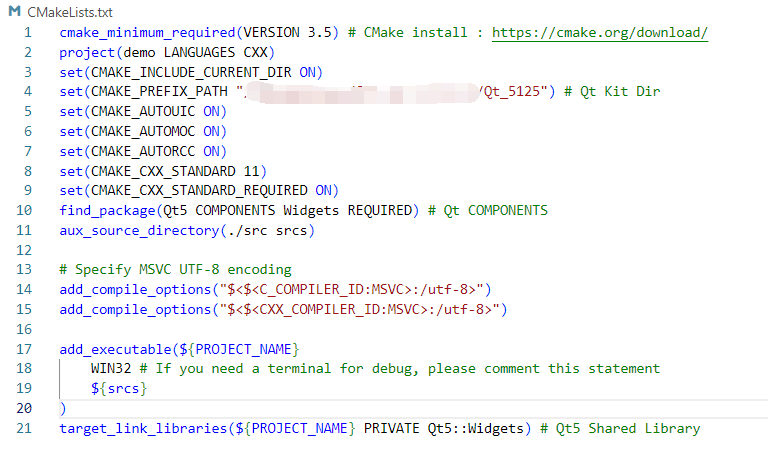 CMakeLists.txt
1 cmake_minimum_required(VERSION 3.5) # CMake install : https://cmake.org/download/
2 project(demo LANGUAGES CXX)
3 set(CMAKE_INCLUDE_CURRENT_DIR ON)
4 set(CMAKE_PREFIX_PATH "/Qt_5125") # Qt Kit Dir
5 set(CMAKE_AUTOUIC ON)
6 set(CMAKE_AUTOMOC ON)
7 set(CMAKE_AUTORCC ON)
8 set(CMAKE_CXX_STANDARD 11)
9 set(CMAKE_CXX_STANDARD_REQUIRED ON)
10 find_package(Qt5 COMPONENTS Widgets REQUIRED) # Qt COMPONENTS
11 aux_source_directory(./src srcs)
12
13 # Specify MSVC UTF-8 encoding
14 add_compile_options("$<$<C_COMPILER_ID:MSVC>:/utf-8>")
15 add_compile_options("$<$<CXX_COMPILER_ID:MSVC>:/utf-8>")
16
17 add_executable(${PROJECT_NAME}
18 WIN32 # If you need a terminal for debug, please comment this statement
19 ${srcs}
20 )
21 target_link_libraries(${PROJECT_NAME} PRIVATE Qt5::Widgets) # Qt5 Shared Library